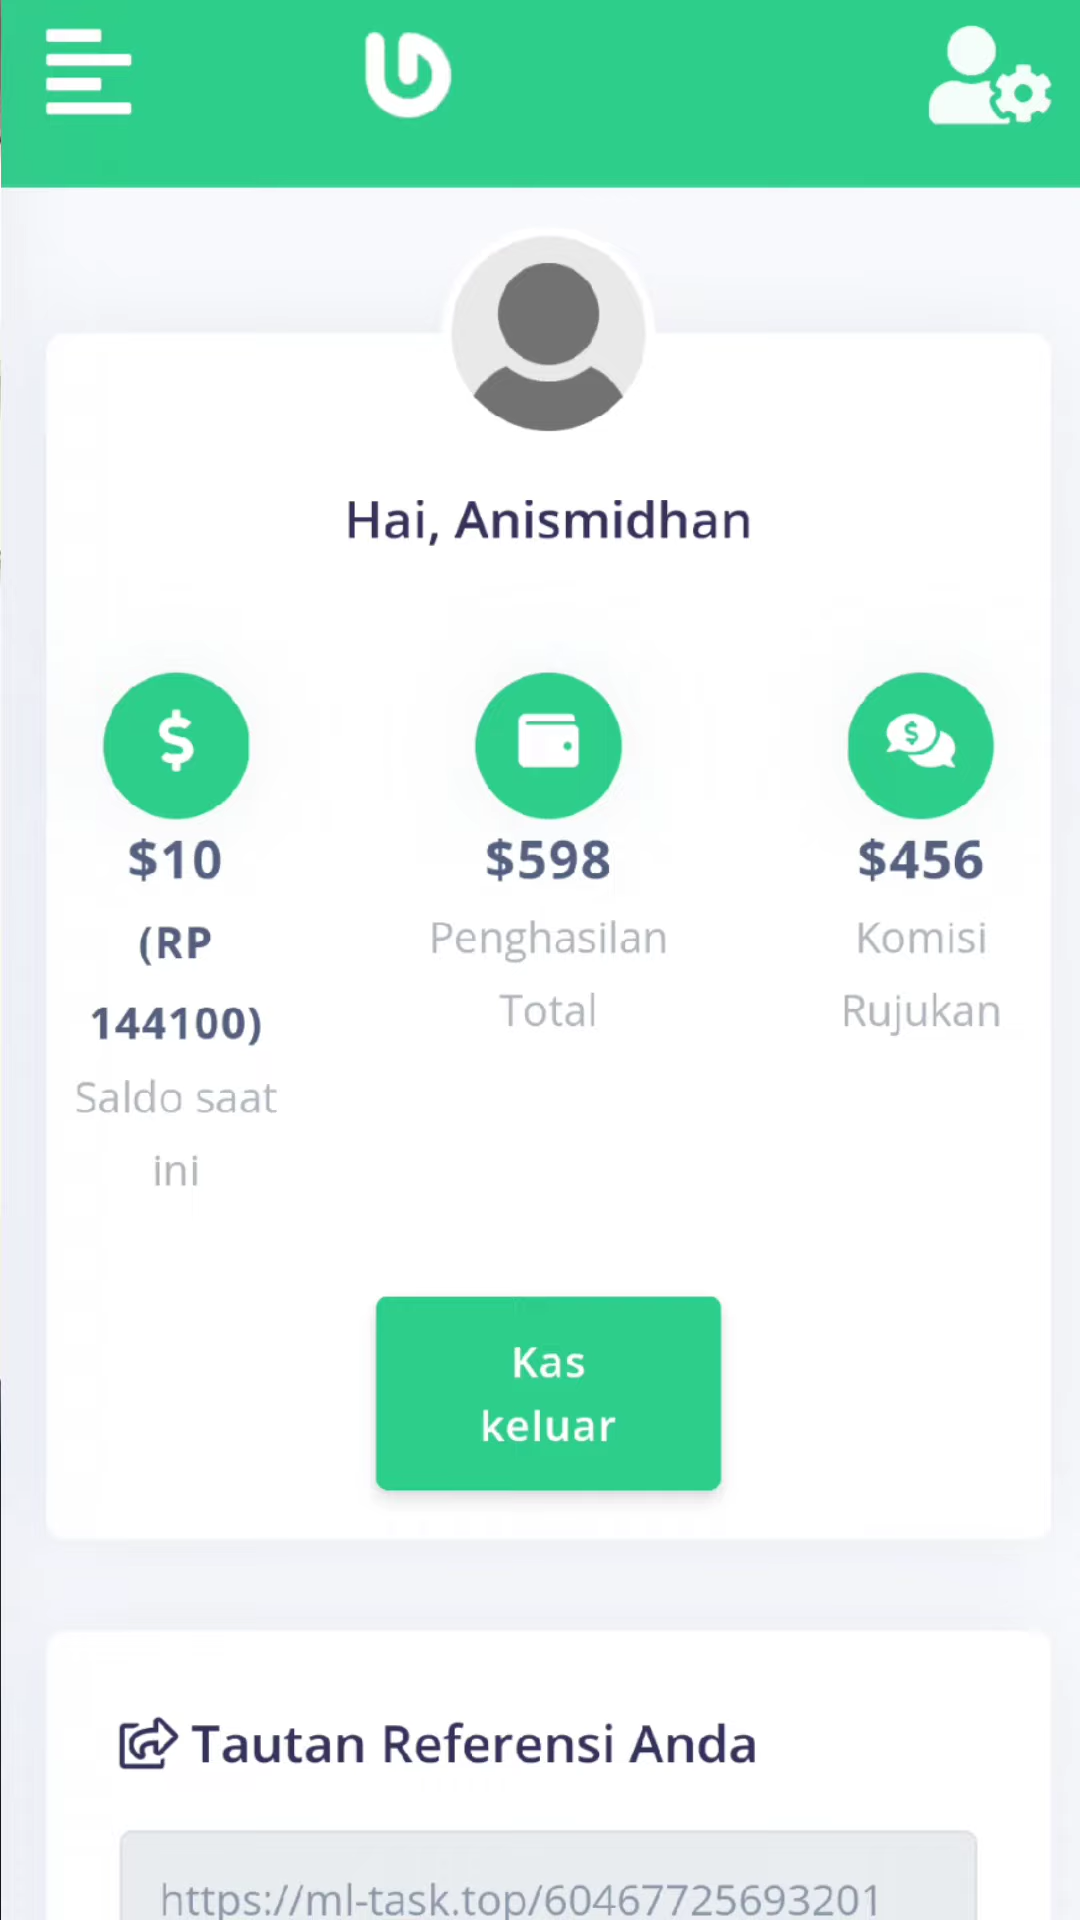 Hai, Anismidhan
$10
(RP
144100)
Saldo saat
ini
$598
Penghasilan
Total
$456
Komisi
Rujukan
Kas
keluar
Tautan Referensi Anda
https://ml-task.top/60467725693201